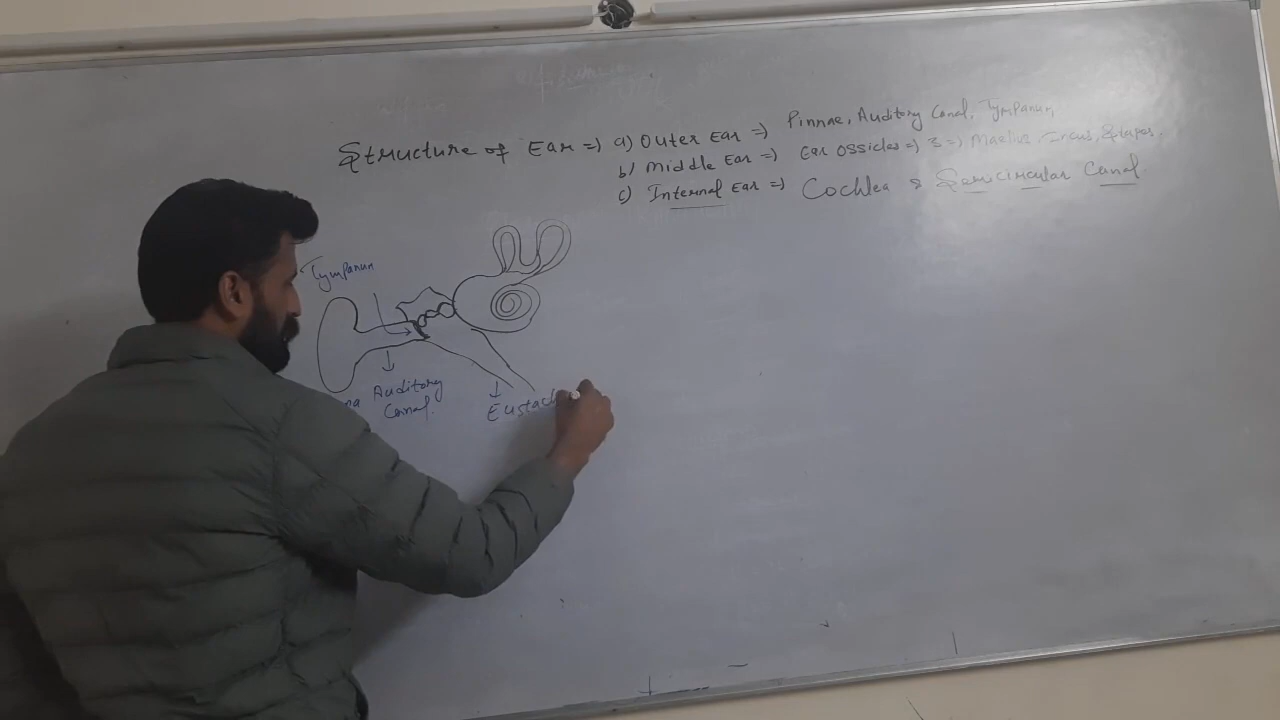 Structure of Ear => a) Outer Ear => Pinnae, Auditory Canal, Tympanum
b) Middle Ear => Ear Ossicles => 3 => Maelius, Incus, Stapes.
c) Internal Ear => Cochlea & Semicircular Canal
Tympanum
na Auditory
Canal.
Eustach